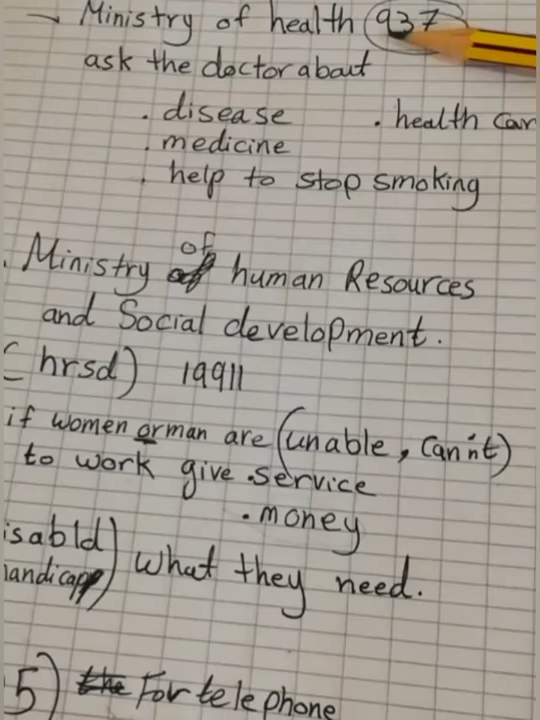 → Ministry of health (937
ask the doctor about
. disease . health car
. medicine
. help to stop smoking
. Ministry of human Resources
and Social development.
( hrsd) 19911
if women or man are (unable, Can'nt)
to work give .service
. money
isabld)
handicapp) what they need.
5) the For telephone